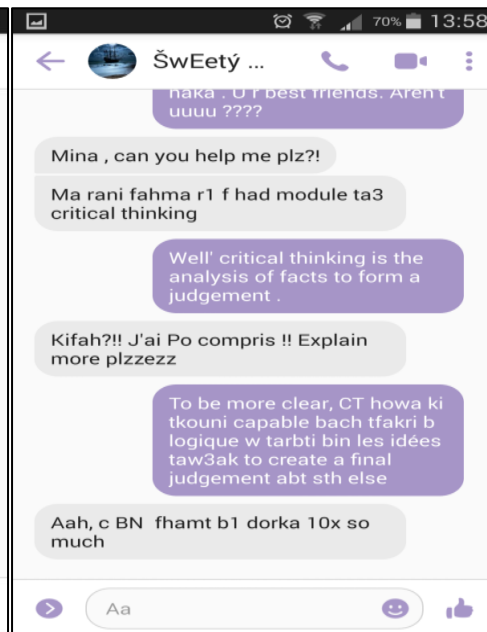 70% 13:58
ŠwEetý ...
naka . U r best friends. Aren't
uuuu ????
Mina , can you help me plz?!
Ma rani fahma r1 f had module ta3
critical thinking
Well' critical thinking is the
analysis of facts to form a
judgement .
Kifah?!! J'ai Po compris !! Explain
more plzzezz
To be more clear, CT howa ki
tkouni capable bach tfakri b
logique w tarbti bin les idées
taw3ak to create a final
judgement abt sth else
Aah, c BN fhamt b1 dorka 10x so
much
Aa